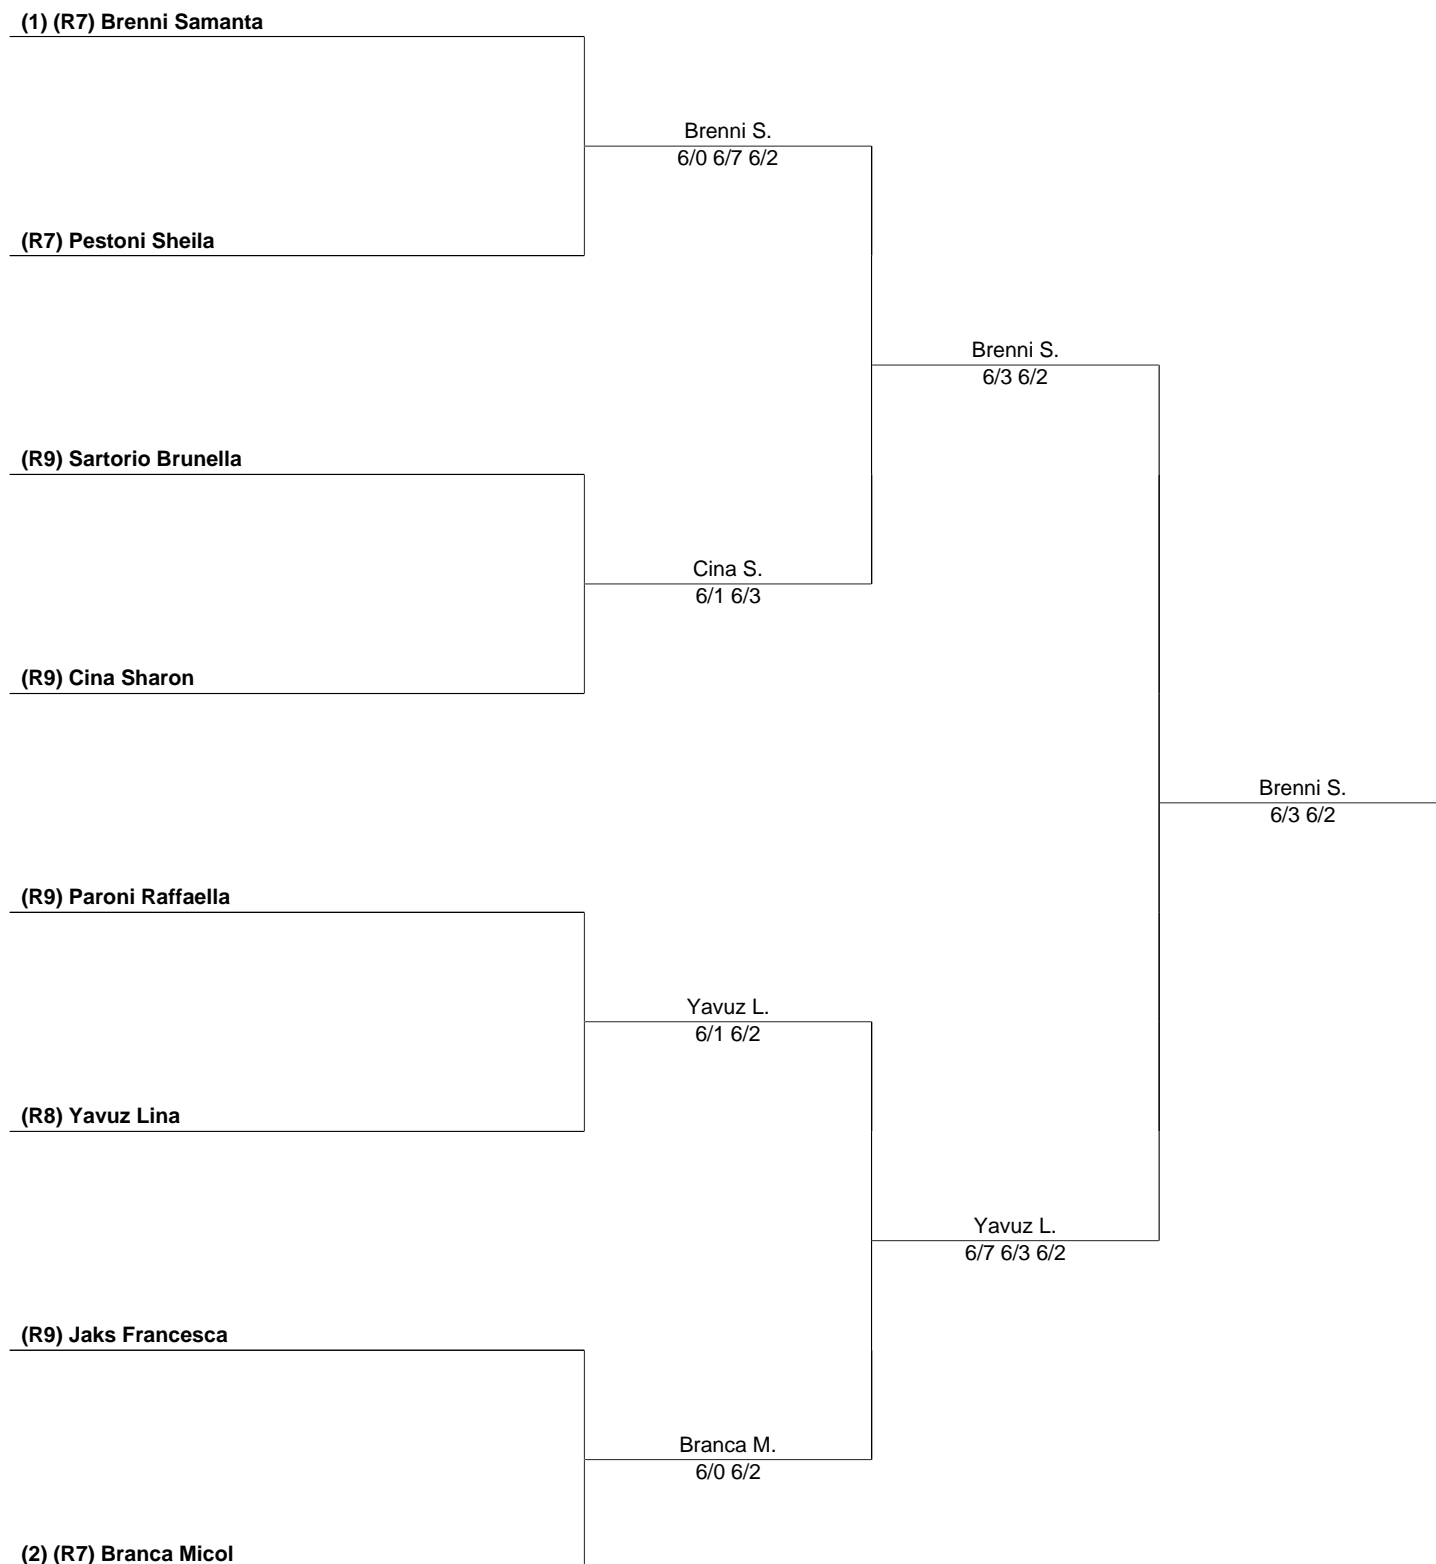 (1) (R7) Brenni Samanta
Brenni S.
6/0 6/7 6/2
(R7) Pestoni Sheila
Brenni S.
6/3 6/2
(R9) Sartorio Brunella
Cina S.
6/1 6/3
(R9) Cina Sharon
Brenni S.
6/3 6/2
(R9) Paroni Raffaella
Yavuz L.
6/1 6/2
(R8) Yavuz Lina
Yavuz L.
6/7 6/3 6/2
(R9) Jaks Francesca
Branca M.
6/0 6/2
(2) (R7) Branca Micol